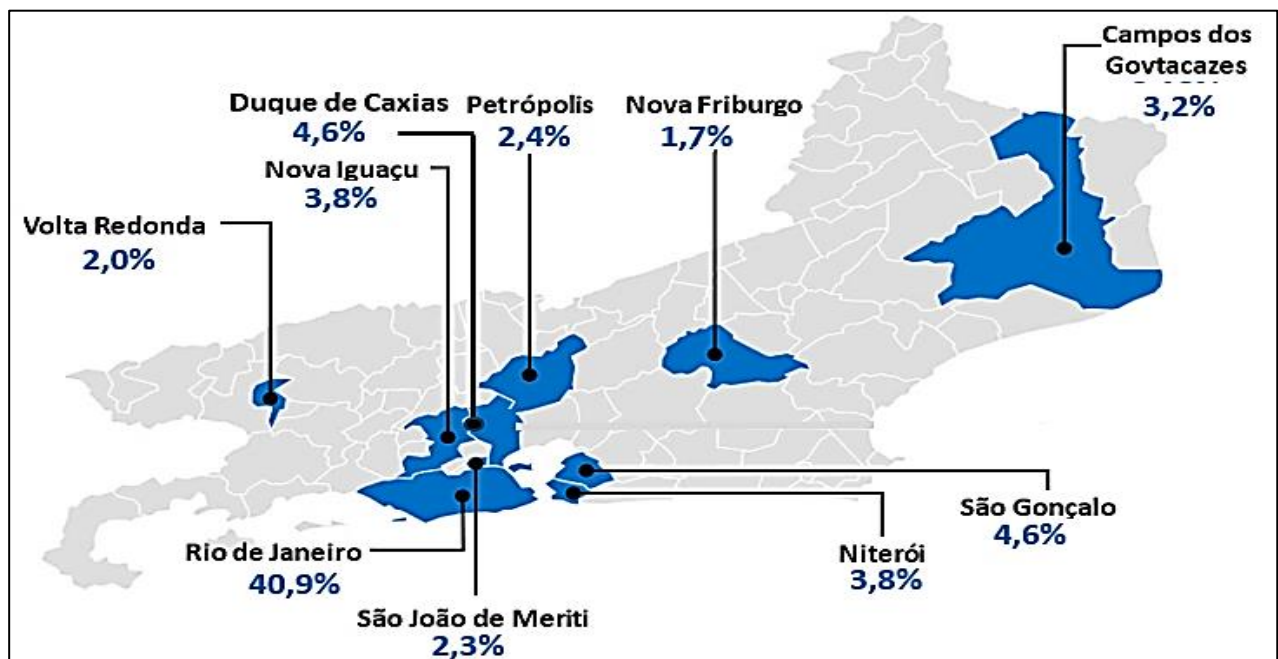 Campos dos
Govtacazes
3,2%
Duque de Caxias
4,6%
Petrópolis
2,4%
Nova Friburgo
1,7%
Nova Iguaçu
3,8%
Volta Redonda
2,0%
São Gonçalo
4,6%
Niterói
3,8%
Rio de Janeiro
40,9%
São João de Meriti
2,3%